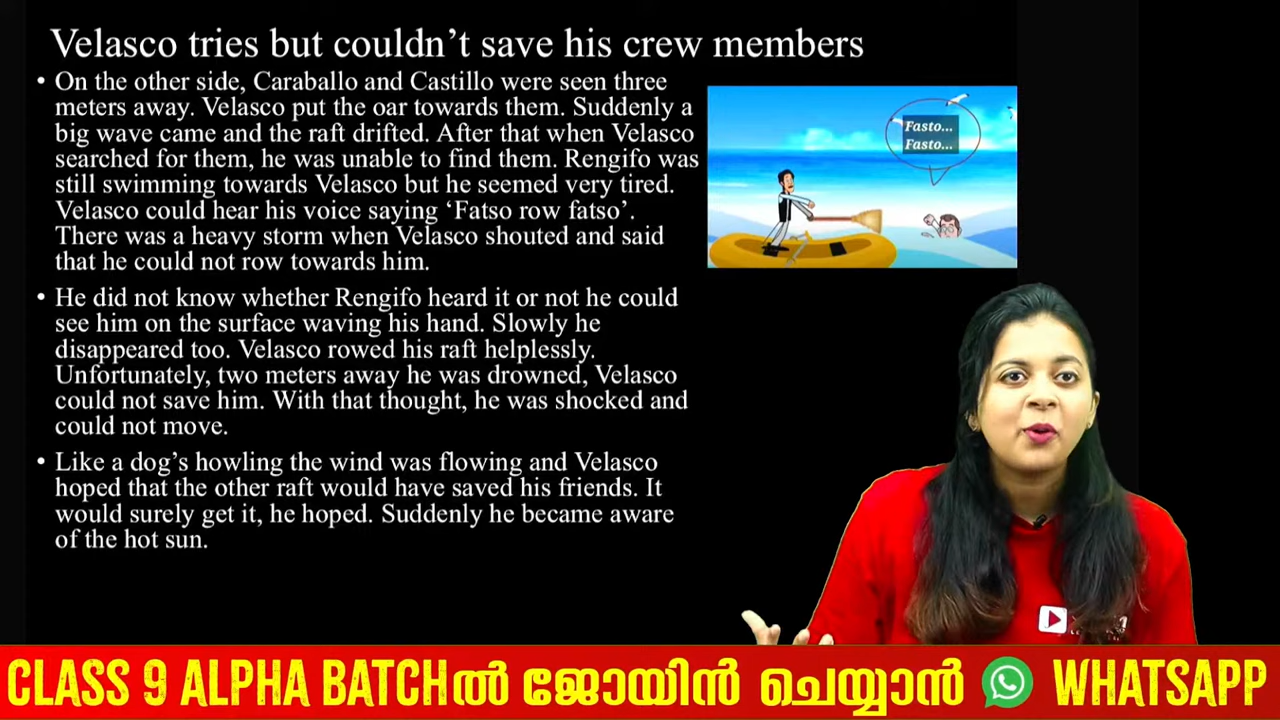 Velasco tries but couldn't save his crew members
• On the other side, Caraballo and Castillo were seen three
meters away. Velasco put the oar towards them. Suddenly a
big wave came and the raft drifted. After that when Velasco
searched for them, he was unable to find them. Rengifo was
still swimming towards Velasco but he seemed very tired.
Velasco could hear his voice saying ‘Fatso row fatso’.
There was a heavy storm when Velasco shouted and said
that he could not row towards him.
• He did not know whether Rengifo heard it or not he could
see him on the surface waving his hand. Slowly he
disappeared too. Velasco rowed his raft helplessly.
Unfortunately, two meters away he was drowned, Velasco
could not save him. With that thought, he was shocked and
could not move.
• Like a dog’s howling the wind was flowing and Velasco
hoped that the other raft would have saved his friends. It
would surely get it, he hoped. Suddenly he became aware
of the hot sun.
Fasto...
Fasto...
CLASS 9 ALPHA BATCHൽ ജോയിൻ ചെയ്യാൻ WHATSAPP